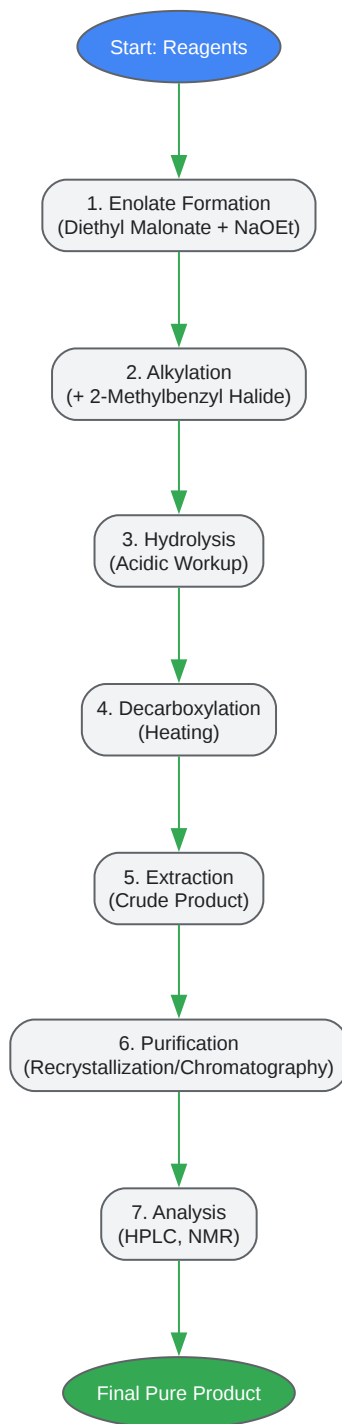 Start: Reagents
1. Enolate Formation
(Diethyl Malonate + NaOEt)
2. Alkylation
(+ 2-Methylbenzyl Halide)
3. Hydrolysis
(Acidic Workup)
4. Decarboxylation
(Heating)
5. Extraction
(Crude Product)
6. Purification
(Recrystallization/Chromatography)
7. Analysis
(HPLC, NMR)
Final Pure Product